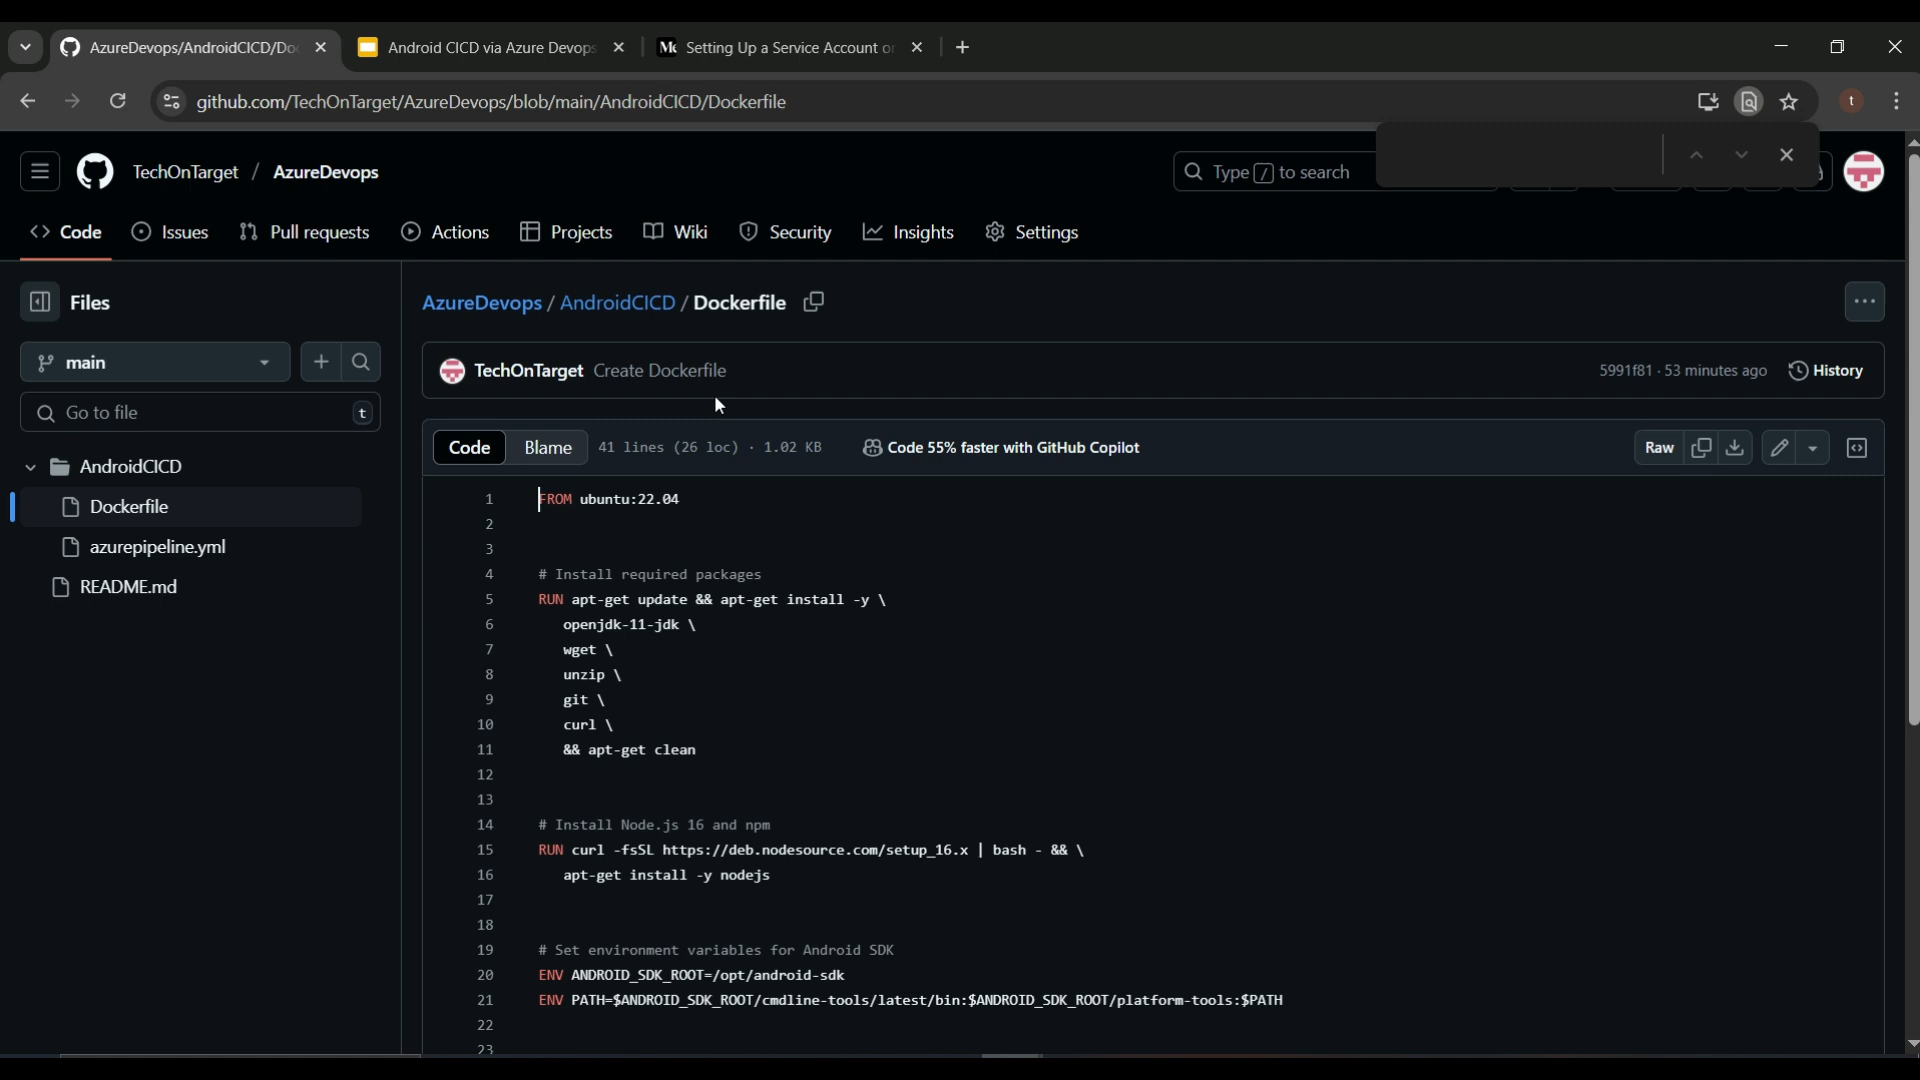 AzureDevops/AndroidCICD/Do
Android CICD via Azure Devops
Setting Up a Service Account or
github.com/TechOnTarget/AzureDevops/blob/main/AndroidCICD/Dockerfile
t
TechOnTarget / AzureDevops
Type / to search
Code
Issues
Pull requests
Actions
Projects
Wiki
Security
Insights
Settings
Files
AzureDevops / AndroidCICD / Dockerfile
main
TechOnTarget Create Dockerfile
5991f81 · 53 minutes ago
History
Go to file
t
Code
Blame
41 lines (26 loc) · 1.02 KB
Code 55% faster with GitHub Copilot
Raw
AndroidCICD
Dockerfile
azurepipeline.yml
README.md
1 FROM ubuntu:22.04
2
3
4 # Install required packages
5 RUN apt-get update && apt-get install -y \
6 openjdk-11-jdk \
7 wget \
8 unzip \
9 git \
10 curl \
11 && apt-get clean
12
13
14 # Install Node.js 16 and npm
15 RUN curl -fsSL https://deb.nodesource.com/setup_16.x | bash - && \
16 apt-get install -y nodejs
17
18
19 # Set environment variables for Android SDK
20 ENV ANDROID_SDK_ROOT=/opt/android-sdk
21 ENV PATH=$ANDROID_SDK_ROOT/cmdline-tools/latest/bin:$ANDROID_SDK_ROOT/platform-tools:$PATH
22
23